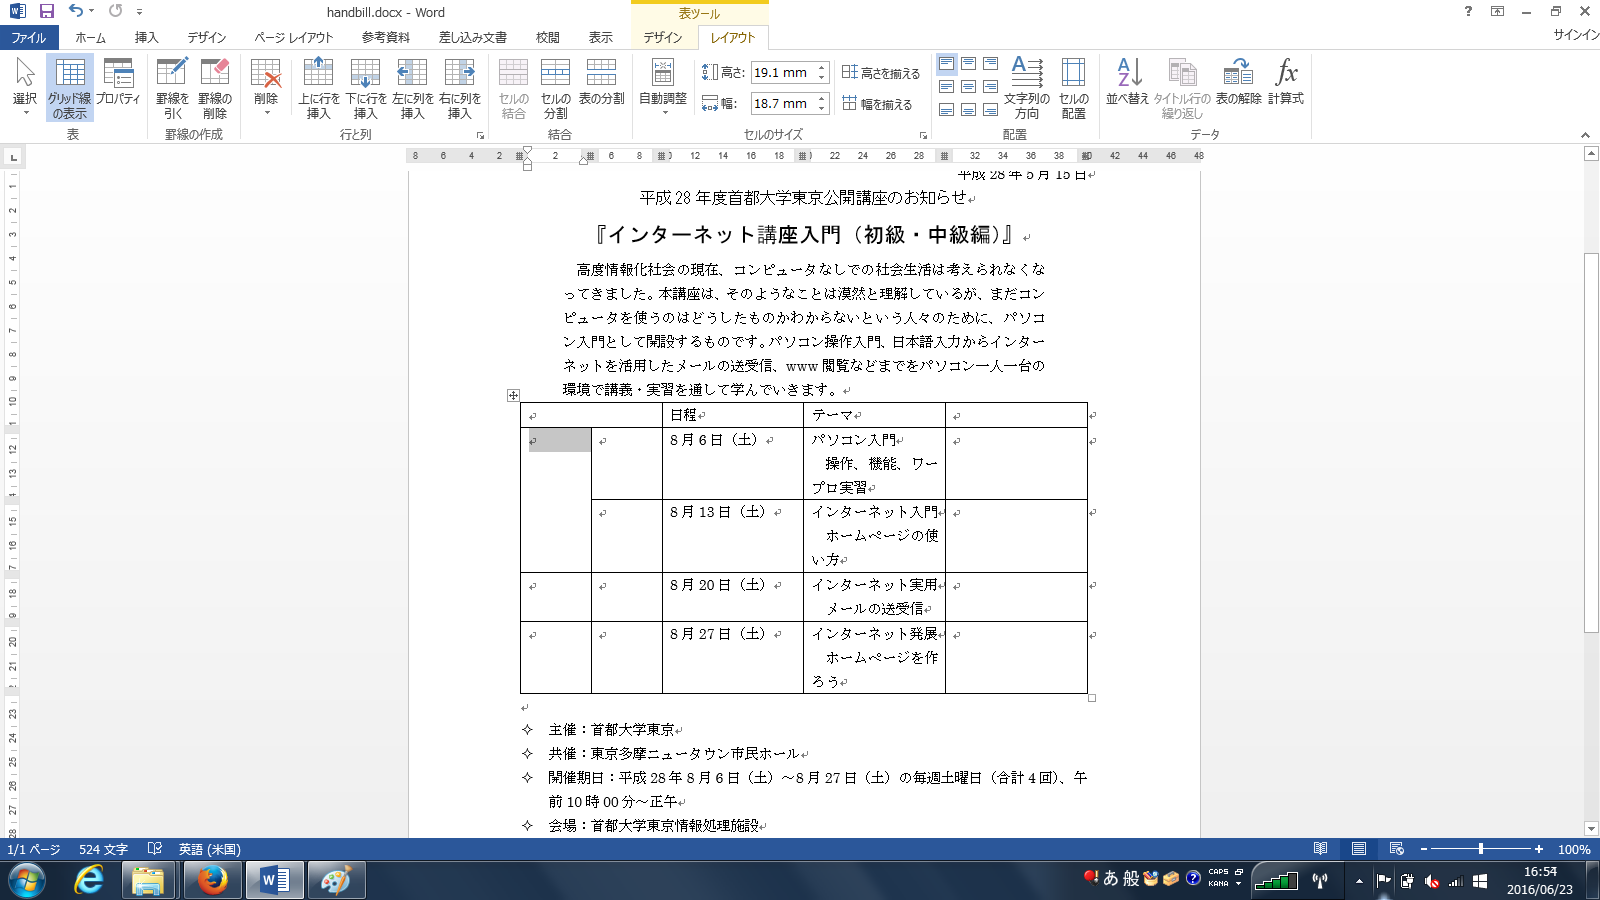 handbill.docx - Word
表ツール
ファイル ホーム 挿入 デザイン ページ レイアウト 参考資料 差し込み文書 校閲 表示 デザイン レイアウト サインイン
選択 グリッド線の表示 プロパティ 罫線を引く 罫線の削除 削除 上に行を挿入 下に行を挿入 左に列を挿入 右に列を挿入 セルの結合 セルの分割 表の分割 自動調整 高さ: 19.1 mm 高さを揃える 幅: 18.7 mm 幅を揃える 文字列の方向 セルの配置 並べ替え タイトル行の繰り返し 表の解除 計算式
表 罫線の作成 行と列 結合 セルのサイズ 配置 データ
平成 28 年 5 月 15 日
平成 28 年度首都大学東京公開講座のお知らせ
『インターネット講座入門（初級・中級編）』
高度情報化社会の現在、コンピュータなしでの社会生活は考えられなくな
ってきました。本講座は、そのようなことは漠然と理解しているが、まだコン
ピュータを使うのはどうしたものかわからないという人々のために、パソコ
ン入門として開設するものです。パソコン操作入門、日本語入力からインター
ネットを活用したメールの送受信、www 閲覧などまでをパソコン一人一台の
環境で講義・実習を通して学んでいきます。
日程 テーマ
8 月 6 日（土） パソコン入門
操作、機能、ワー
プロ実習
8 月 13 日（土） インターネット入門
ホームページの使
い方
8 月 20 日（土） インターネット実用
メールの送受信
8 月 27 日（土） インターネット発展
ホームページを作
ろう
✧ 主催：首都大学東京
✧ 共催：東京多摩ニュータウン市民ホール
✧ 開催期日：平成 28 年 8 月 6 日（土）～8 月 27 日（土）の毎週土曜日（合計 4 回）、午
前 10 時 00 分～正午
✧ 会場：首都大学東京情報処理施設
1/1 ページ 524 文字 英語 (米国) 100%
あ 般 CAPS KANA
16:54
2016/06/23